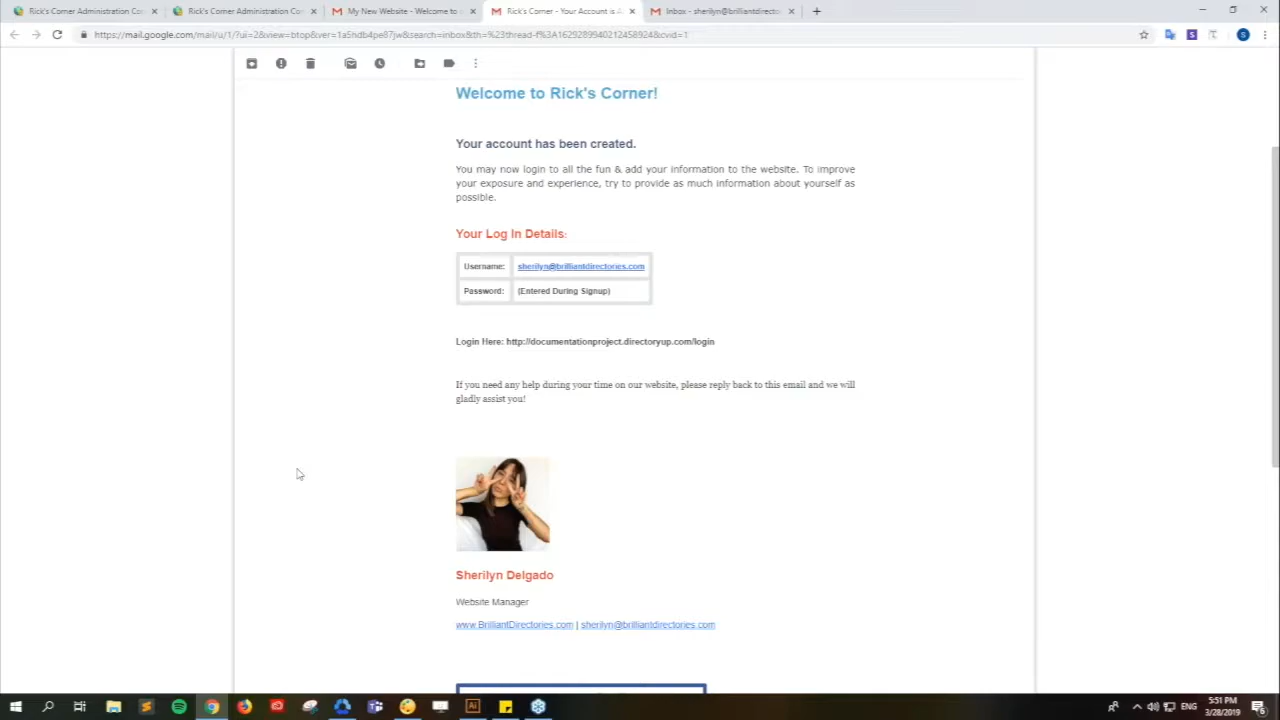 Rick's Corner Administration Co
Rick's Corner Administration Co
My New Website - Welcome to
Rick's Corner - Your Account is A
Inbox - sherilyn@brilliantdirecto
Welcome to Rick's Corner!
Your account has been created.
You may now login to all the fun & add your information to the website. To improve
your exposure and experience, try to provide as much information about yourself as
possible.
Your Log In Details:
Username: sherilyn@brilliantdirectories.com
Password: (Entered During Signup)
Login Here: http://documentationproject.directoryup.com/login
If you need any help during your time on our website, please reply back to this email and we will
gladly assist you!
Sherilyn Delgado
Website Manager
www.BrilliantDirectories.com | sherilyn@brilliantdirectories.com
Ai
ENG
5:51 PM
3/28/2019